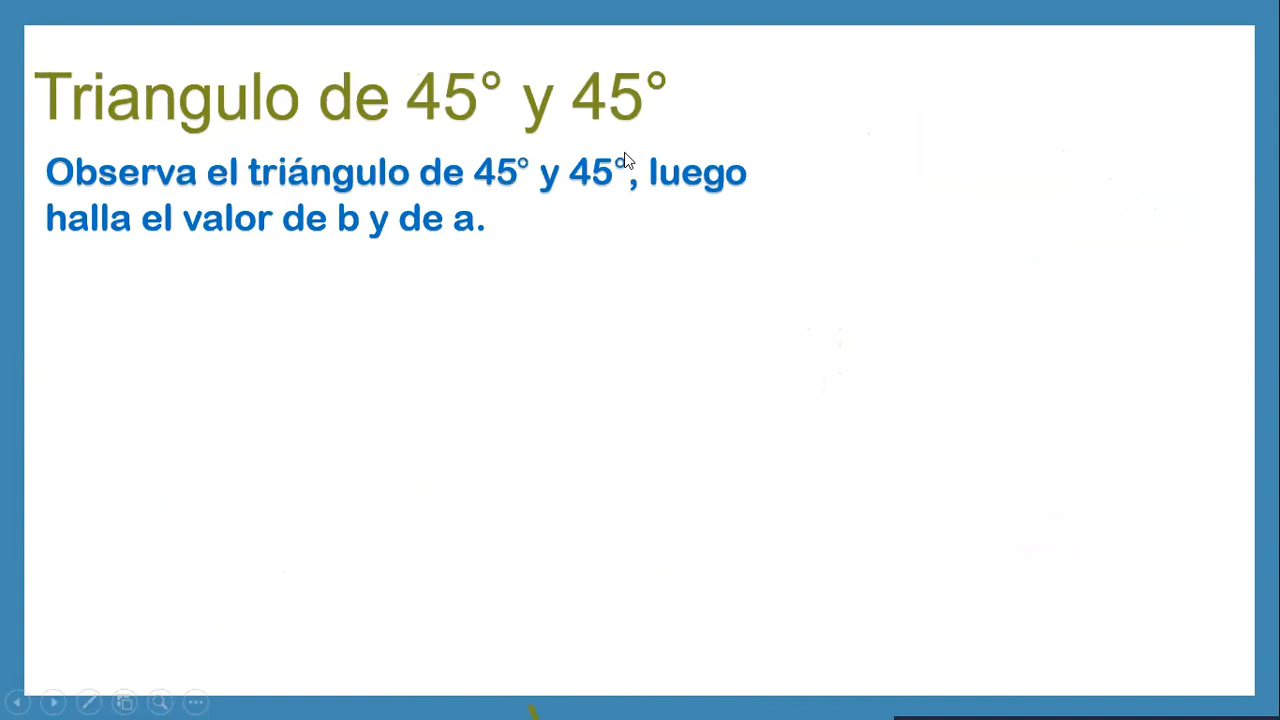 Triangulo de 45° y 45°
Observa el triángulo de 45° y 45°, luego
halla el valor de b y de a.